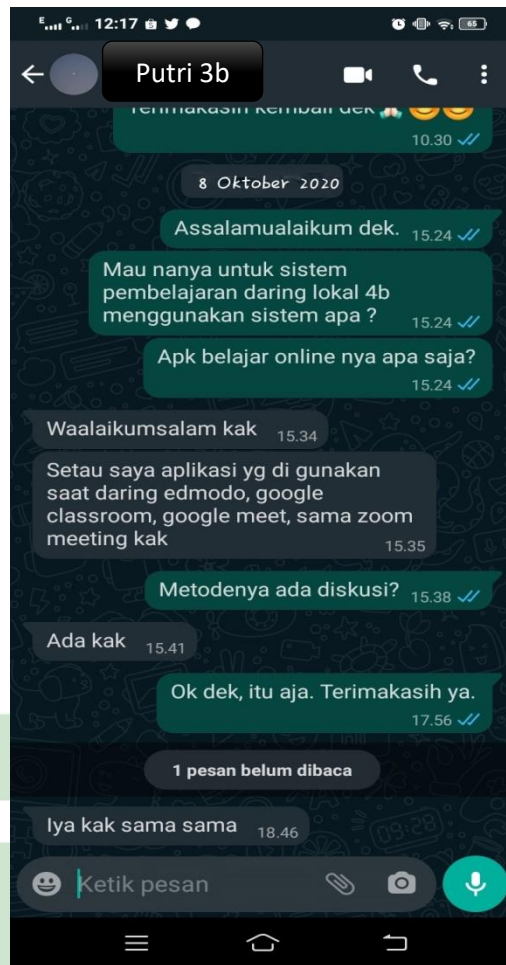 12:17
65
Putri 3b
Terimakasih kembali dek 🙏🏻😊😊
10.30
8 Oktober 2020
Assalamualaikum dek. 15.24
Mau nanya untuk sistem
pembelajaran daring lokal 4b
menggunakan sistem apa ? 15.24
Apk belajar online nya apa saja?
15.24
Waalaikumsalam kak 15.34
Setau saya aplikasi yg di gunakan
saat daring edmodo, google
classroom, google meet, sama zoom
meeting kak 15.35
Metodenya ada diskusi? 15.38
Ada kak 15.41
Ok dek, itu aja. Terimakasih ya.
17.56
1 pesan belum dibaca
Iya kak sama sama 18.46
Ketik pesan